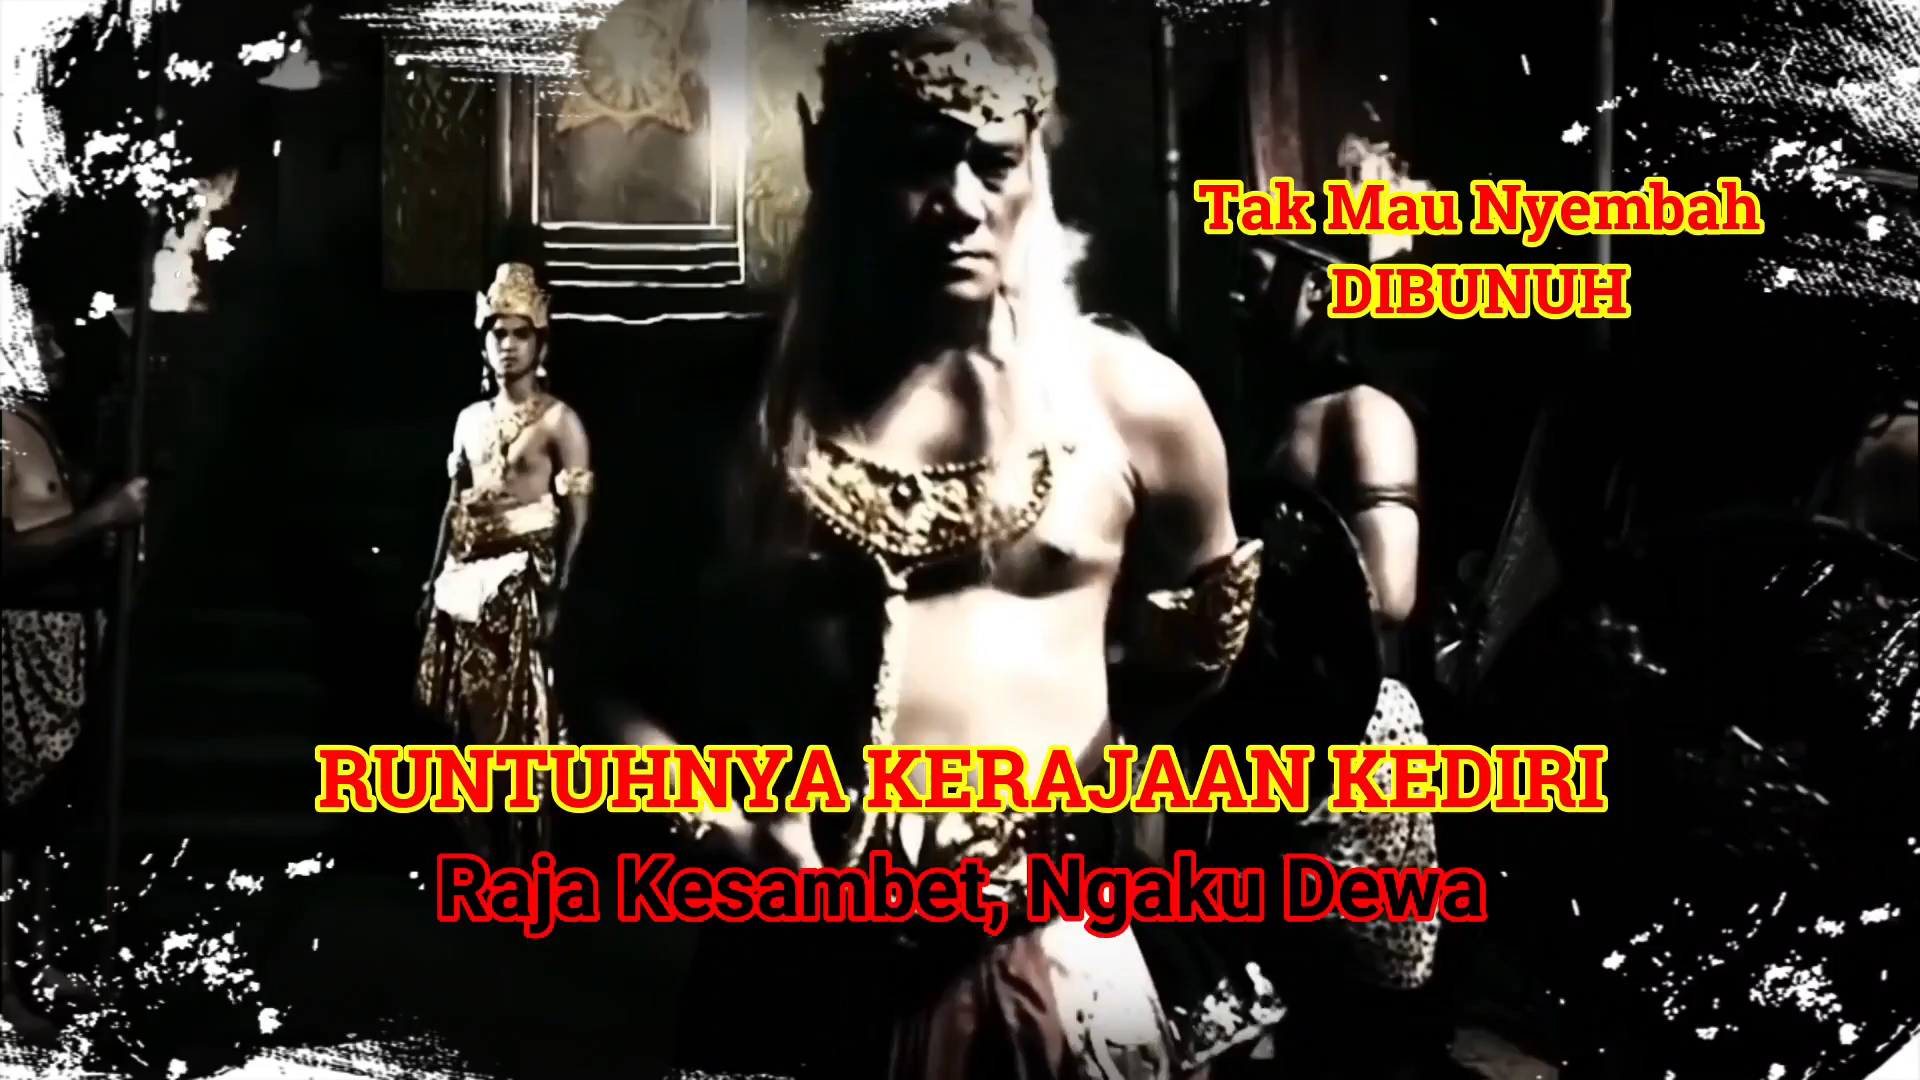 Tak Mau Nyembah
DIBUNUH
RUNTUHNYA KERAJAAN KEDIRI
Raja Kesambet, Ngaku Dewa